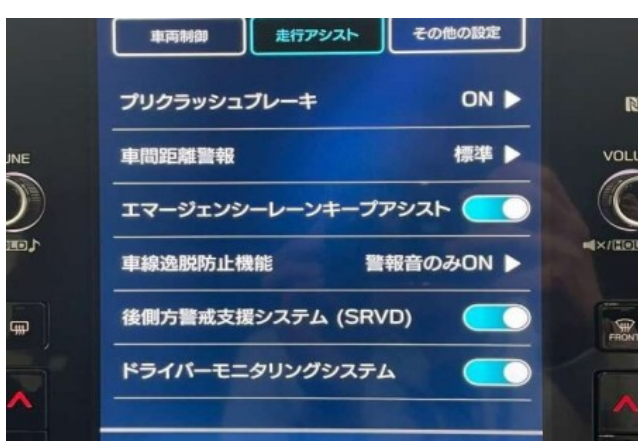 車両制御 走行アシスト その他の設定
プリクラッシュブレーキ ON ▶
車間距離警報 標準 ▶
エマージェンシーレーンキープアシスト
車線逸脱防止機能 警報音のみON ▶
後側方警戒支援システム (SRVD)
ドライバーモニタリングシステム
FRONT